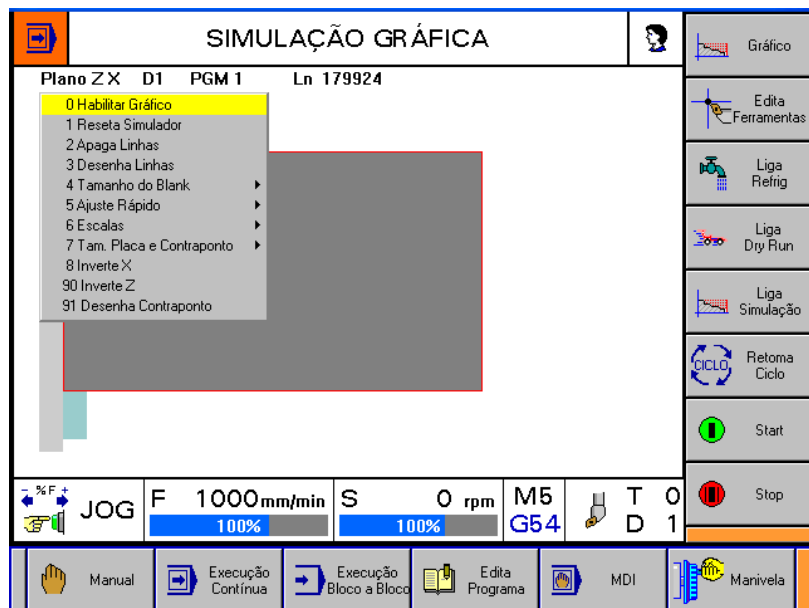 SIMULAÇÃO GRÁFICA
Plano Z X D1 PGM 1 Ln 179924
0 Habilitar Gráfico
1 Reseta Simulador
2 Apaga Linhas
3 Desenha Linhas
4 Tamanho do Blank
5 Ajuste Rápido
6 Escalas
7 Tam. Placa e Contraponto
8 Inverte X
90 Inverte Z
91 Desenha Contraponto
Gráfico
Edita
Ferramentas
Liga
Refrig
Liga
Dry Run
Liga
Simulação
CICLO
Retoma
Ciclo
Start
Stop
- %F +
JOG
F 1000 mm/min
100%
S 0 rpm
100%
M5
G54
T 0
D 1
Manual
Execução
Contínua
Execução
Bloco a Bloco
Edita
Programa
MDI
Manivela